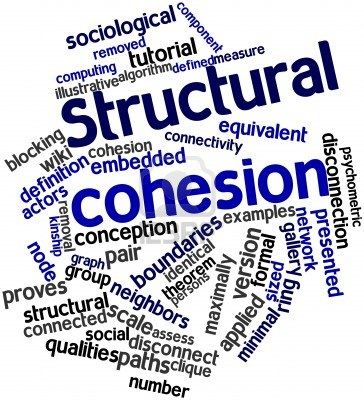 component
sociological
removed
tutorial
computing
defined
measure
illustrative
algorithm
Structural
blocking
wiki
cohesion
connectivity
equivalent
definition
embedded
actors
cohesion
disconnection
psychometric
kinship
removal
conception
examples
network
presented
node
graph
pair
boundaries
identical
gallery
group
theorem
persons
formal
version
sized
ring
proves
neighbors
maximally
applied
minimal
structural
connected
scale
assess
social
disconnect
qualities
paths
clique
number